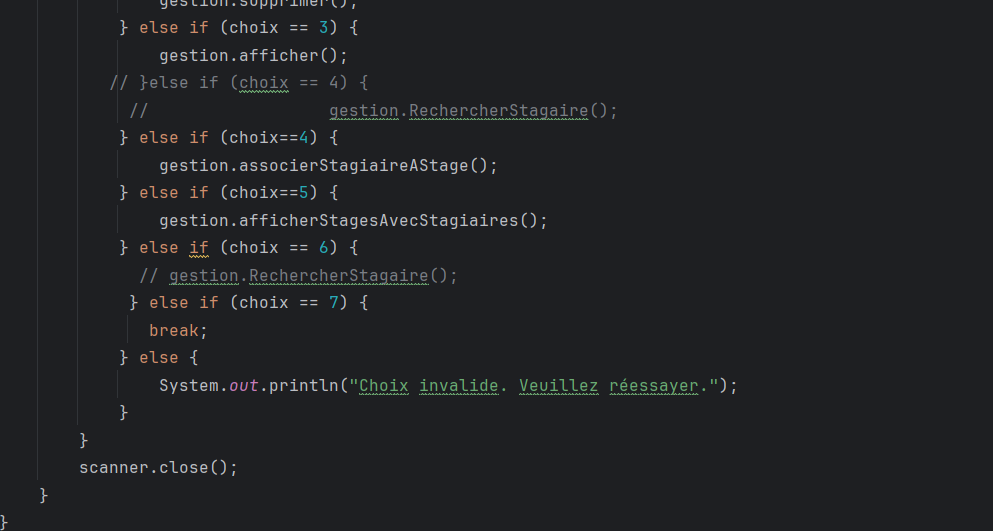 gestion.supprimer();
} else if (choix == 3) {
gestion.afficher();
// }else if (choix == 4) {
// gestion.RechercherStagaire();
} else if (choix==4) {
gestion.associerStagiaireAStage();
} else if (choix==5) {
gestion.afficherStagesAvecStagiaires();
} else if (choix == 6) {
// gestion.RechercherStagaire();
} else if (choix == 7) {
break;
} else {
System.out.println("Choix invalide. Veuillez réessayer.");
}
}
scanner.close();
}
}